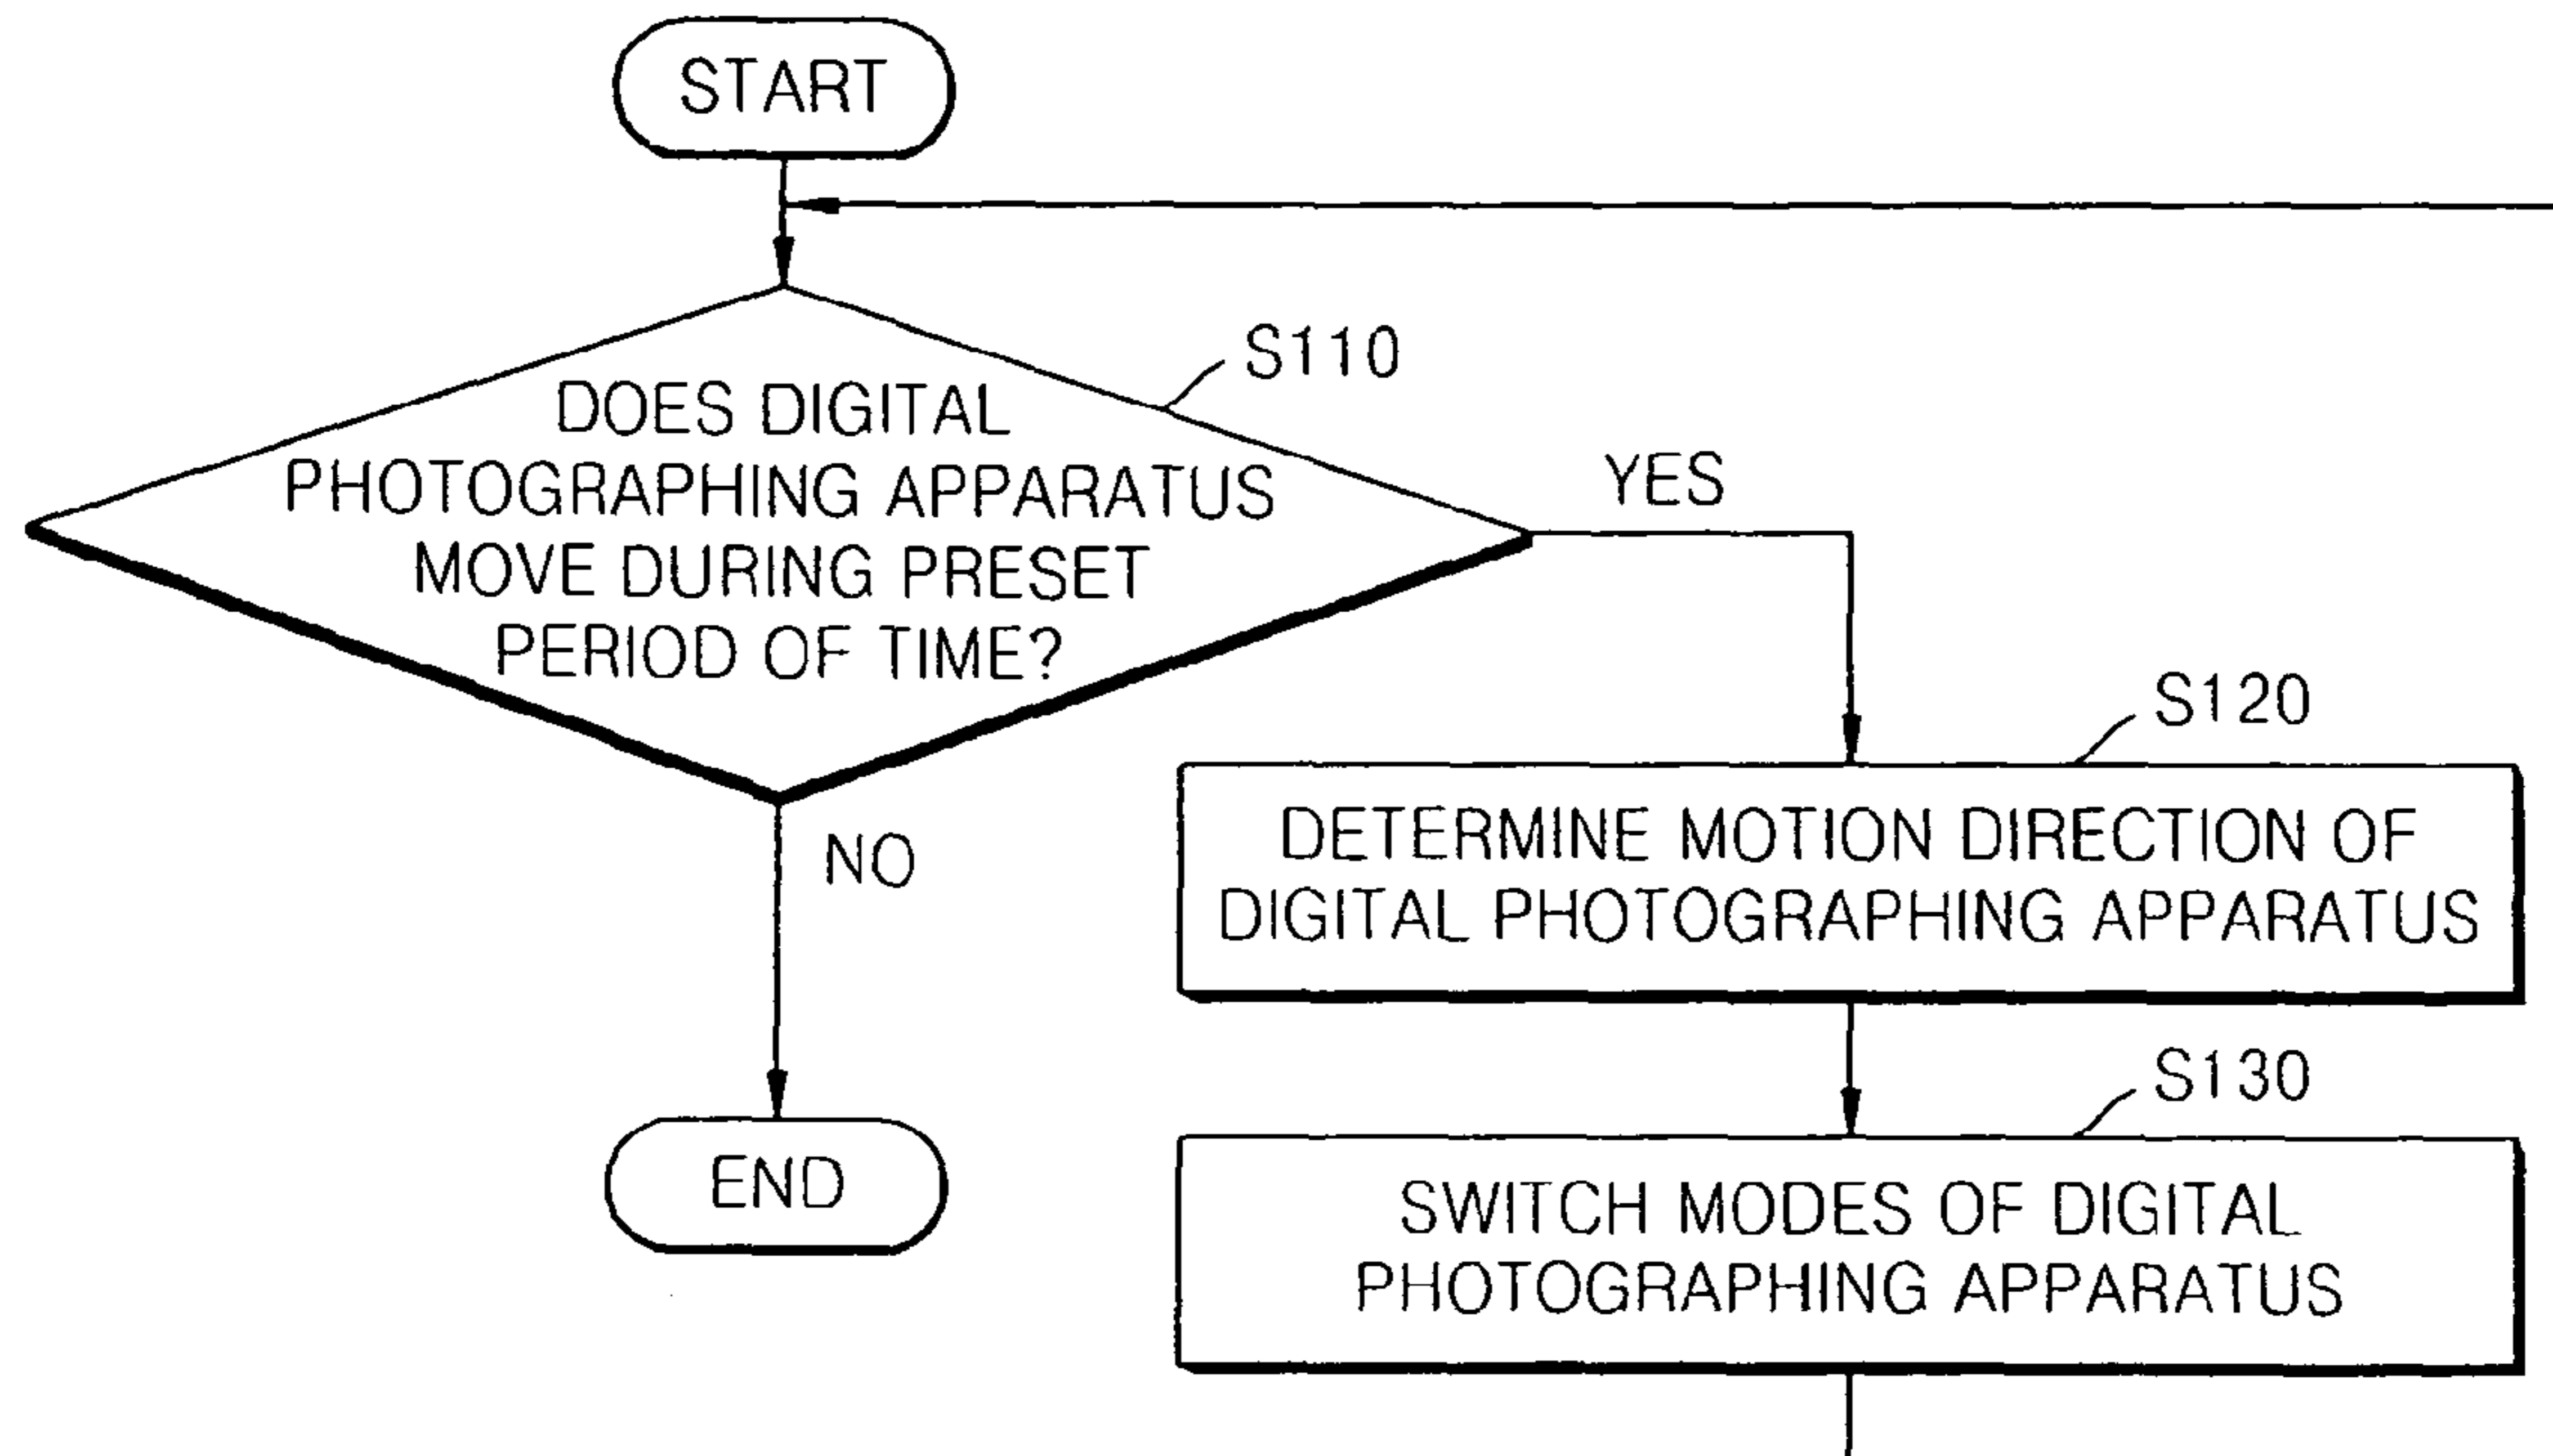 START
S110
DOES DIGITAL
PHOTOGRAPHING APPARATUS
MOVE DURING PRESET
PERIOD OF TIME?
YES
NO
S120
DETERMINE MOTION DIRECTION OF
DIGITAL PHOTOGRAPHING APPARATUS
S130
SWITCH MODES OF DIGITAL
PHOTOGRAPHING APPARATUS
END